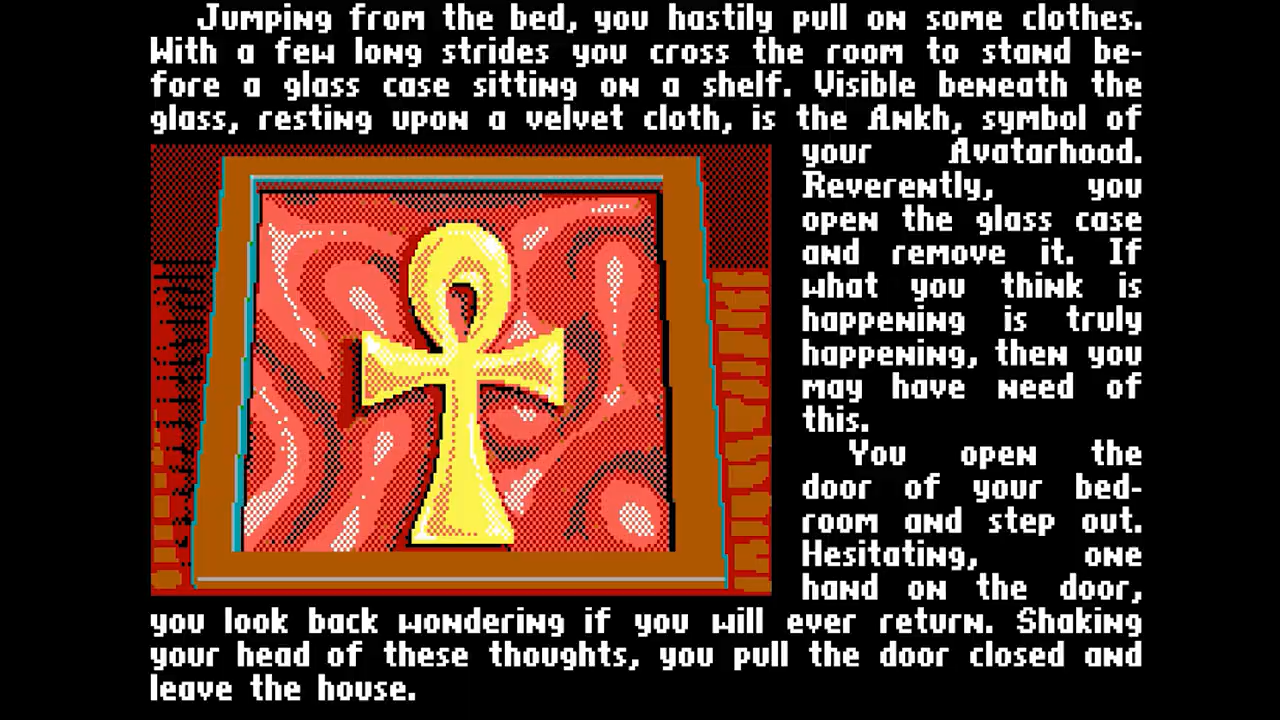 Jumping from the bed, you hastily pull on some clothes.
With a few long strides you cross the room to stand be-
fore a glass case sitting on a shelf. Visible beneath the
glass, resting upon a velvet cloth, is the Ankh, symbol of
your Avatarhood.
Reverently, you
open the glass case
and remove it. If
what you think is
happening is truly
happening, then you
may have need of
this.
You open the
door of your bed-
room and step out.
Hesitating, one
hand on the door,
you look back wondering if you will ever return. Shaking
your head of these thoughts, you pull the door closed and
leave the house.